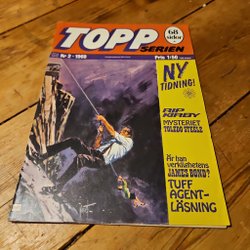 TOPP
SERIEN
68
sidor
Nr 2 - 1969
Pris 1:50
NY
TIDNING!
RIP
KIRBY
MYSTERIET
TOLEDO STEELE
Är han
verklighetens
JAMES BOND?
TUFF
AGENT-
LÄSNING